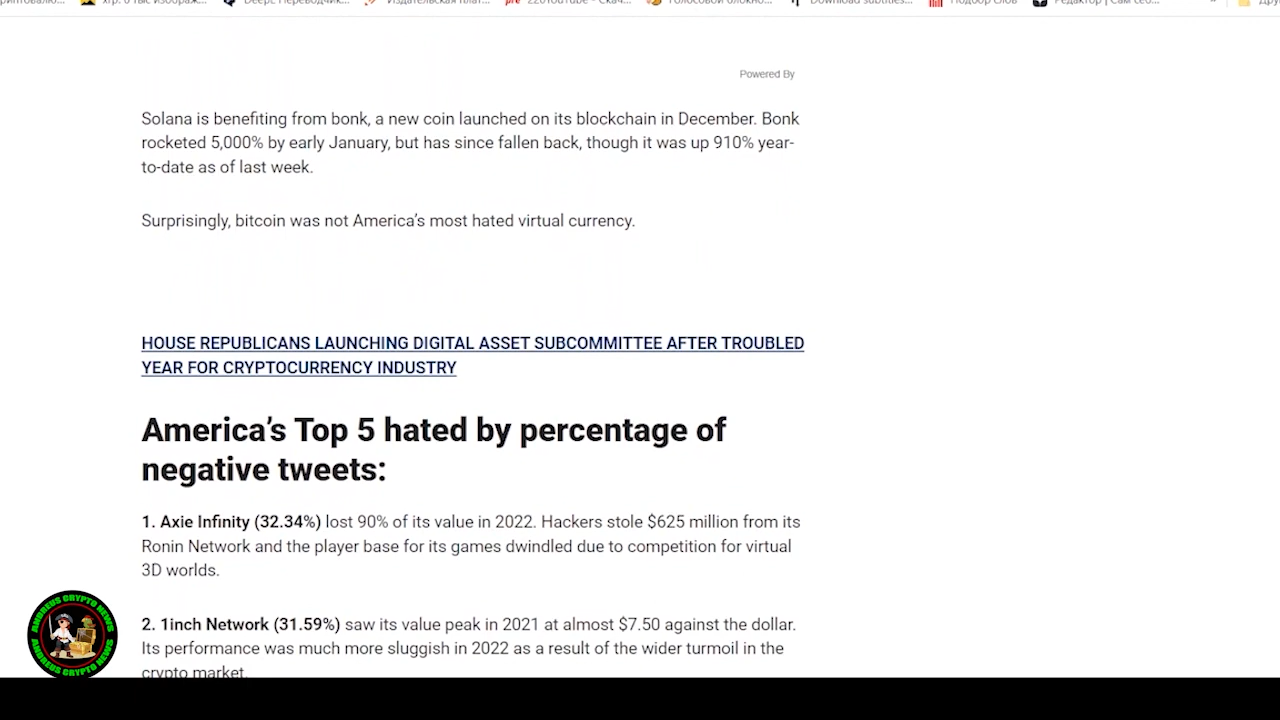 Powered By
Solana is benefiting from bonk, a new coin launched on its blockchain in December. Bonk
rocketed 5,000% by early January, but has since fallen back, though it was up 910% year-
to-date as of last week.
Surprisingly, bitcoin was not America’s most hated virtual currency.
HOUSE REPUBLICANS LAUNCHING DIGITAL ASSET SUBCOMMITTEE AFTER TROUBLED
YEAR FOR CRYPTOCURRENCY INDUSTRY
America’s Top 5 hated by percentage of
negative tweets:
1. Axie Infinity (32.34%) lost 90% of its value in 2022. Hackers stole $625 million from its
Ronin Network and the player base for its games dwindled due to competition for virtual
3D worlds.
2. 1inch Network (31.59%) saw its value peak in 2021 at almost $7.50 against the dollar.
Its performance was much more sluggish in 2022 as a result of the wider turmoil in the
crypto market.
ANDREUS CRYPTO NEWS
ANDREUS CRYPTO NEWS